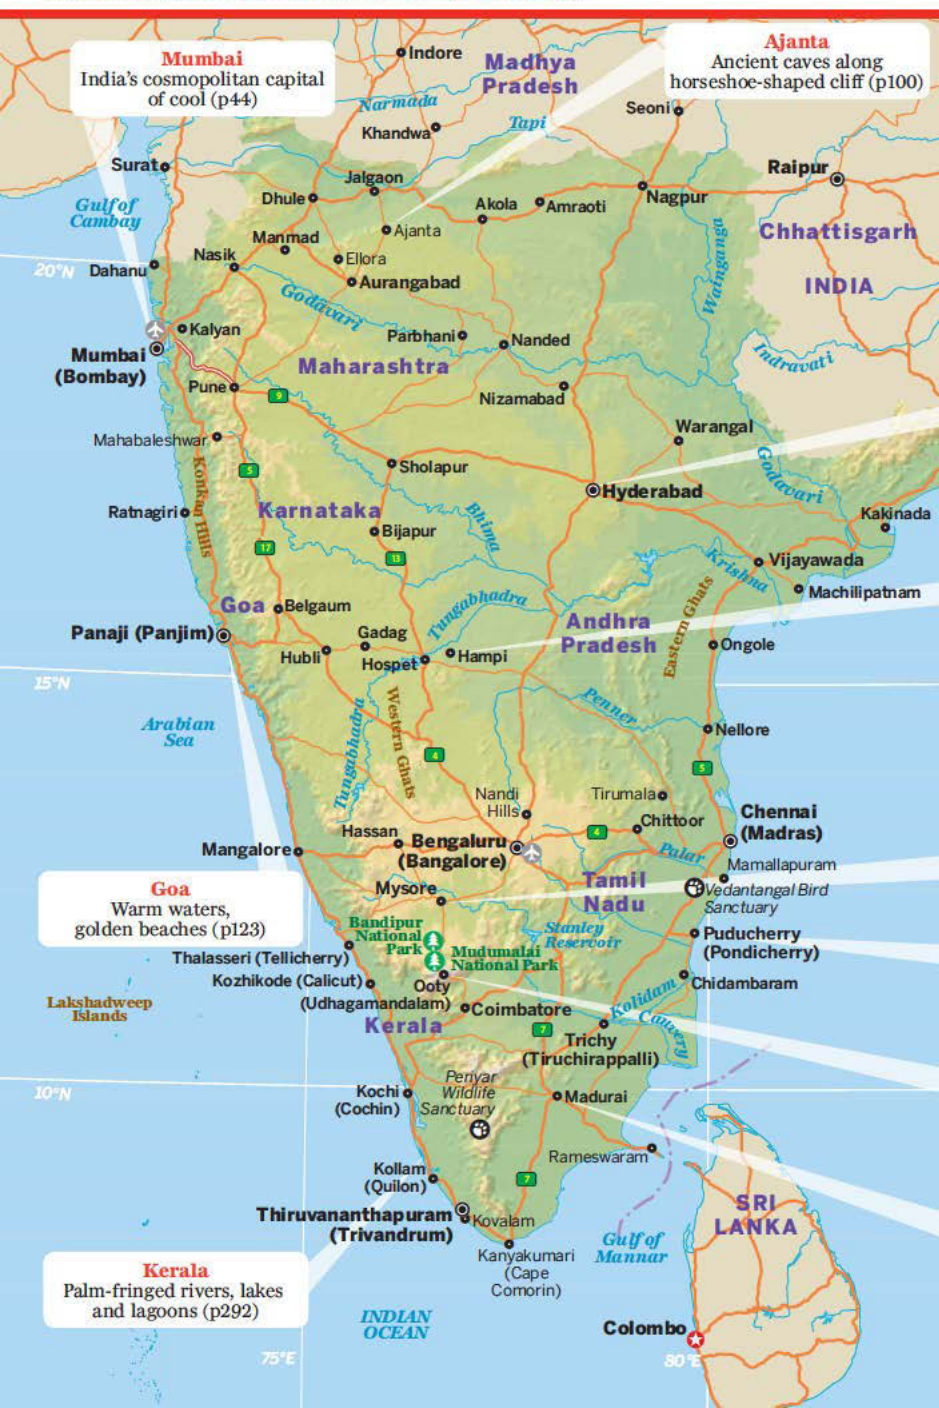 Mumbai
India's cosmopolitan capital
of cool (p44)
Ajanta
Ancient caves along
horseshoe-shaped cliff (p100)
Indore
Madhya
Pradesh
Narmada
Khandwa
Tapi
Seoni
Surat
Jalgaon
Raipur
Dhule
Akola
Amraoti
Nagpur
Gulf of
Cambay
Ajanta
Chhattisgarh
Manmad
Nasik
Ellora
Wainganga
20°N
Dahanu
Aurangabad
INDIA
Godavari
Kalyan
Parbhani
Nanded
Mumbai
(Bombay)
Maharashtra
Indravati
Pune
9
Nizamabad
Mahabaleshwar
Warangal
5
Sholapur
Konkan Hills
Godavari
Hyderabad
Ratnagiri
Karnataka
Bhima
Kakinada
Bijapur
17
13
Krishna
Vijayawada
Machilipatnam
Goa
Belgaum
Tungabhadra
Eastern Ghats
Andhra
Pradesh
Panaji (Panjim)
Gadag
Hubli
Hospet
Hampi
Ongole
15°N
Western Ghats
Penner
Arabian
Sea
Tungabhadra
Nellore
4
5
Nandi
Hills
Tirumala
Chennai
(Madras)
Hassan
4
Chittoor
Mangalore
Bengaluru
(Bangalore)
Palar
Mamallapuram
Goa
Warm waters,
golden beaches (p123)
Mysore
Tamil
Nadu
Vedantangal Bird
Sanctuary
Bandipur
National
Park
Stanley
Reservoir
Puducherry
(Pondicherry)
Thalasseri (Tellicherry)
Mudumalai
National Park
Kozhikode (Calicut)
Ooty
(Udhagamandalam)
Chidambaram
Lakshadweep
Islands
Coimbatore
Kolidam
Kerala
7
Cauvery
Trichy
(Tiruchirappalli)
10°N
Kochi
(Cochin)
Periyar
Wildlife
Sanctuary
Madurai
Rameswaram
Kollam
(Quilon)
7
SRI
LANKA
Thiruvananthapuram
(Trivandrum)
Kovalam
Gulf of
Mannar
Kanyakumari
(Cape
Comorin)
Kerala
Palm-fringed rivers, lakes
and lagoons (p292)
INDIAN
OCEAN
Colombo
75°E
80°E